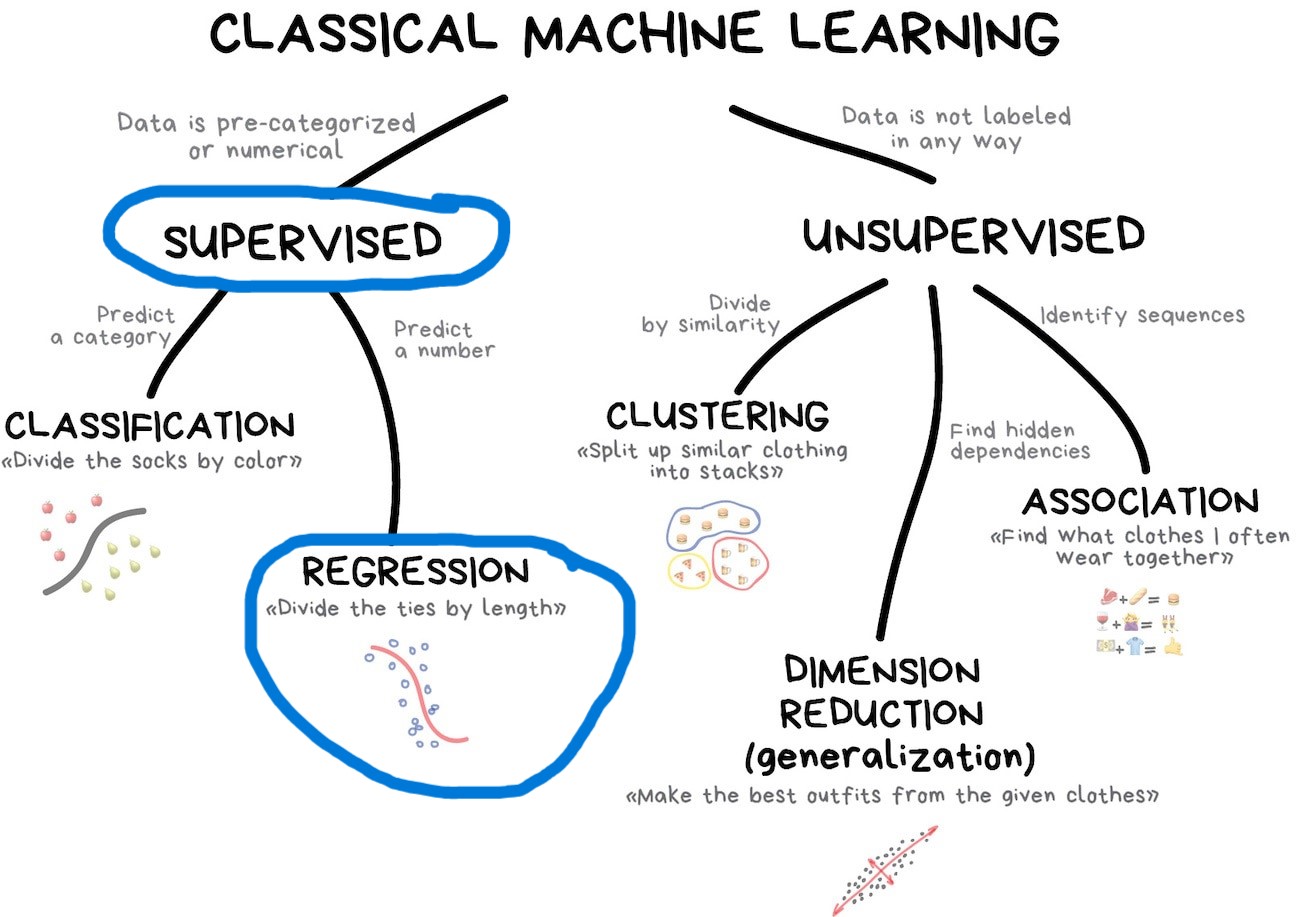 CLASSICAL MACHINE LEARNING
Data is pre-categorized
or numerical
Data is not labeled
in any way
SUPERVISED
UNSUPERVISED
Predict
a category
Predict
a number
Divide
by similarity
Identify sequences
CLASSIFICATION
«Divide the socks by color»
CLUSTERING
«Split up similar clothing
into stacks»
Find hidden
dependencies
ASSOCIATION
«Find what clothes I often
wear together»
+ =
+ =
+ =
REGRESSION
«Divide the ties by length»
DIMENSION
REDUCTION
(generalization)
«Make the best outfits from the given clothes»